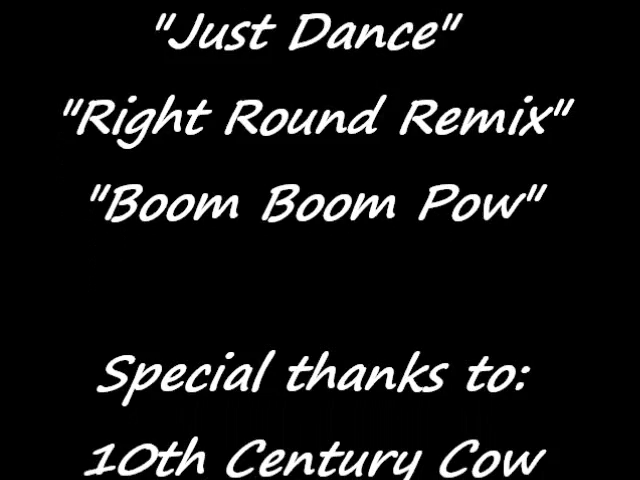 "Just Dance"
"Right Round Remix"
"Boom Boom Pow"
Special thanks to:
10th Century Cow